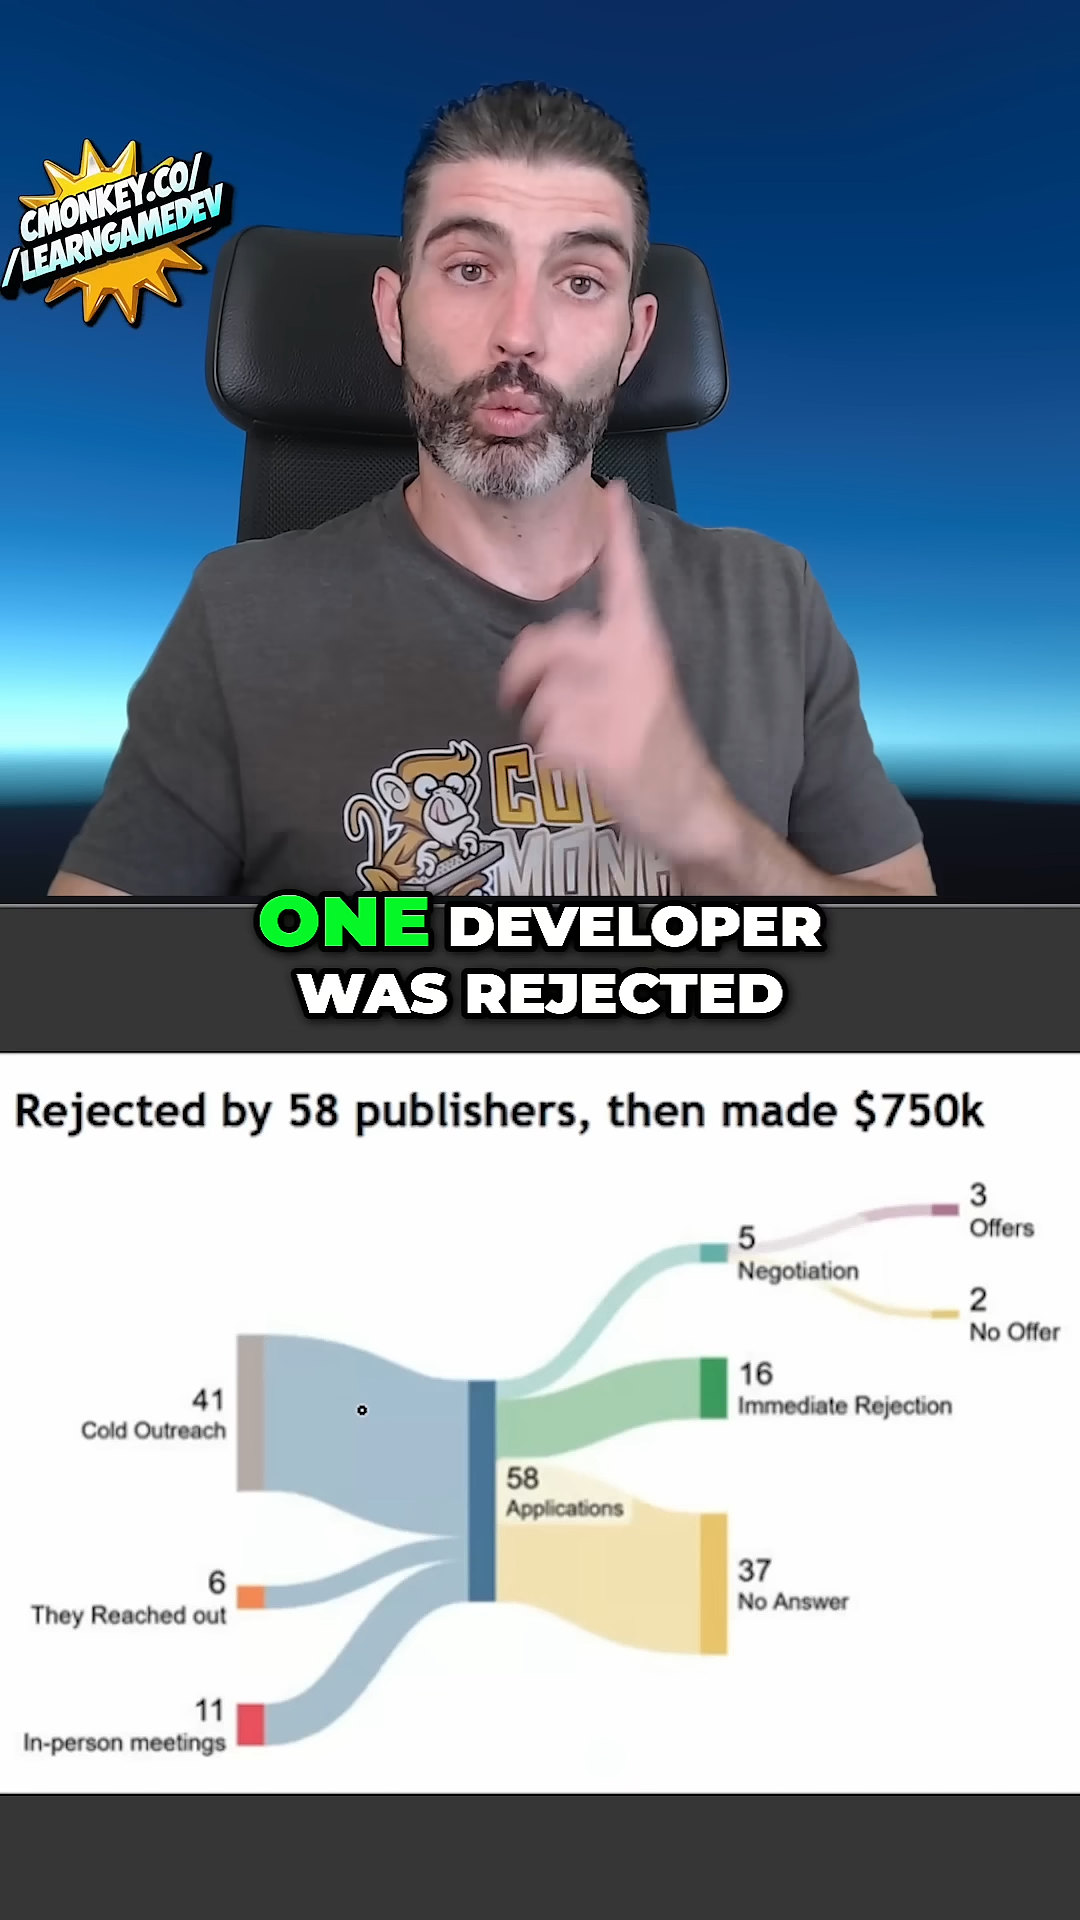 CMONKEY.CO/
/LEARNGAMEDEV
ONE DEVELOPER
WAS REJECTED
Rejected by 58 publishers, then made $750k
3
Offers
5
Negotiation
2
No Offer
16
Immediate Rejection
41
Cold Outreach
58
Applications
37
No Answer
6
They Reached out
11
In-person meetings